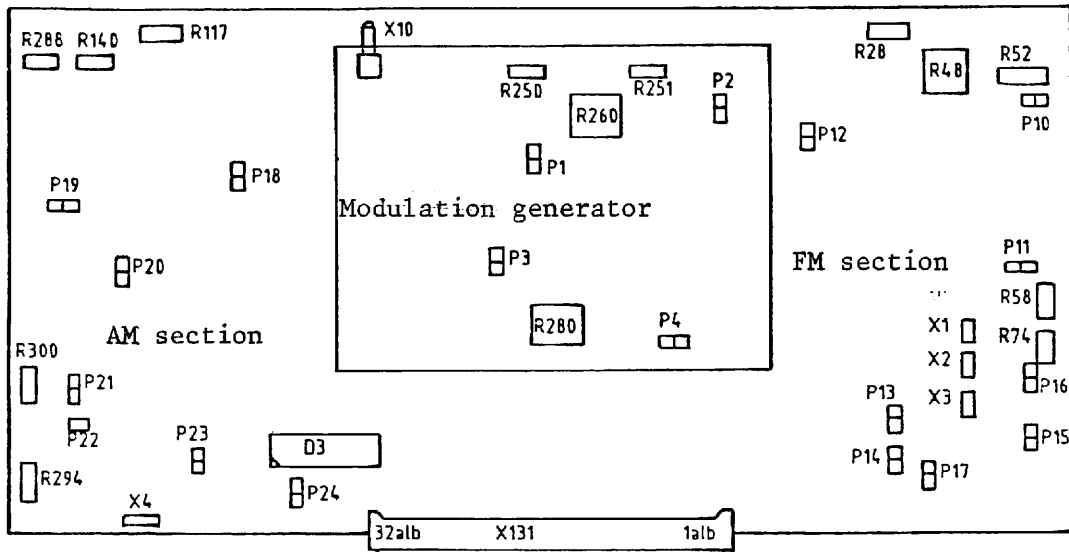 X10
R288 R140 R117
R28
R48
R52
R250
R251
P2
R260
P10
P12
P1
P18
P19
Modulation generator
P20
P3
FM section
P11
R58
AM section
R280
P4
X1
R74
R300
X2
P21
P16
X3
P13
P22
P23
D3
P15
P14
P17
R294
P24
X4
32alb X131 1alb